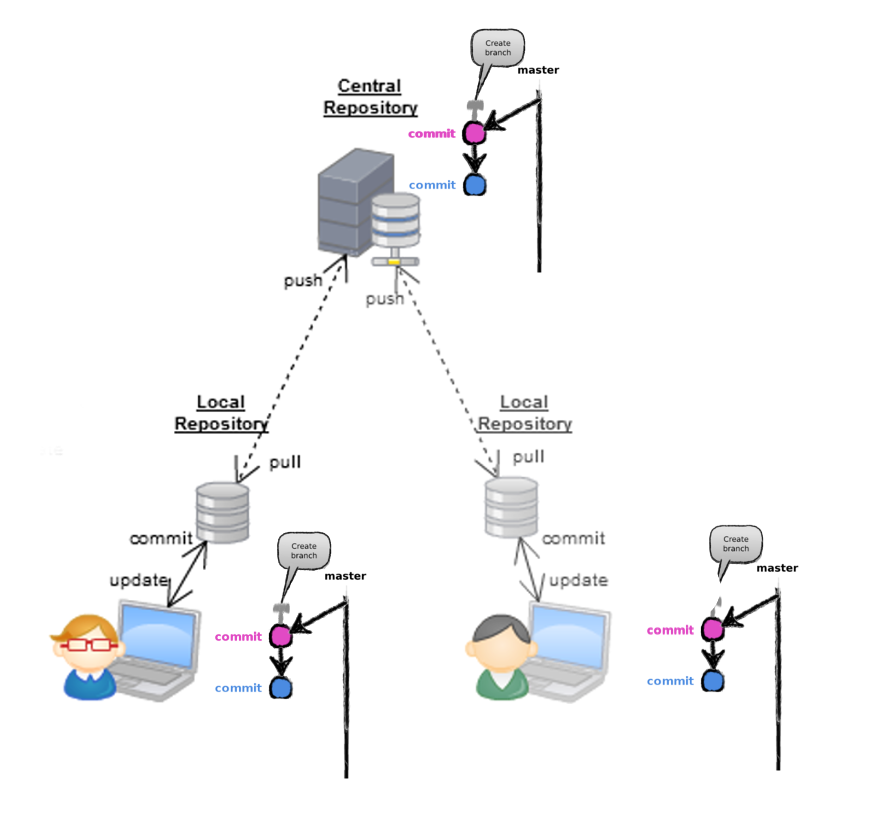 Create
branch
master
Central
Repository
commit
commit
push
push
Local
Repository
Local
Repository
pull
pull
commit
update
commit
update
Create
branch
master
commit
commit
Create
branch
master
commit
commit